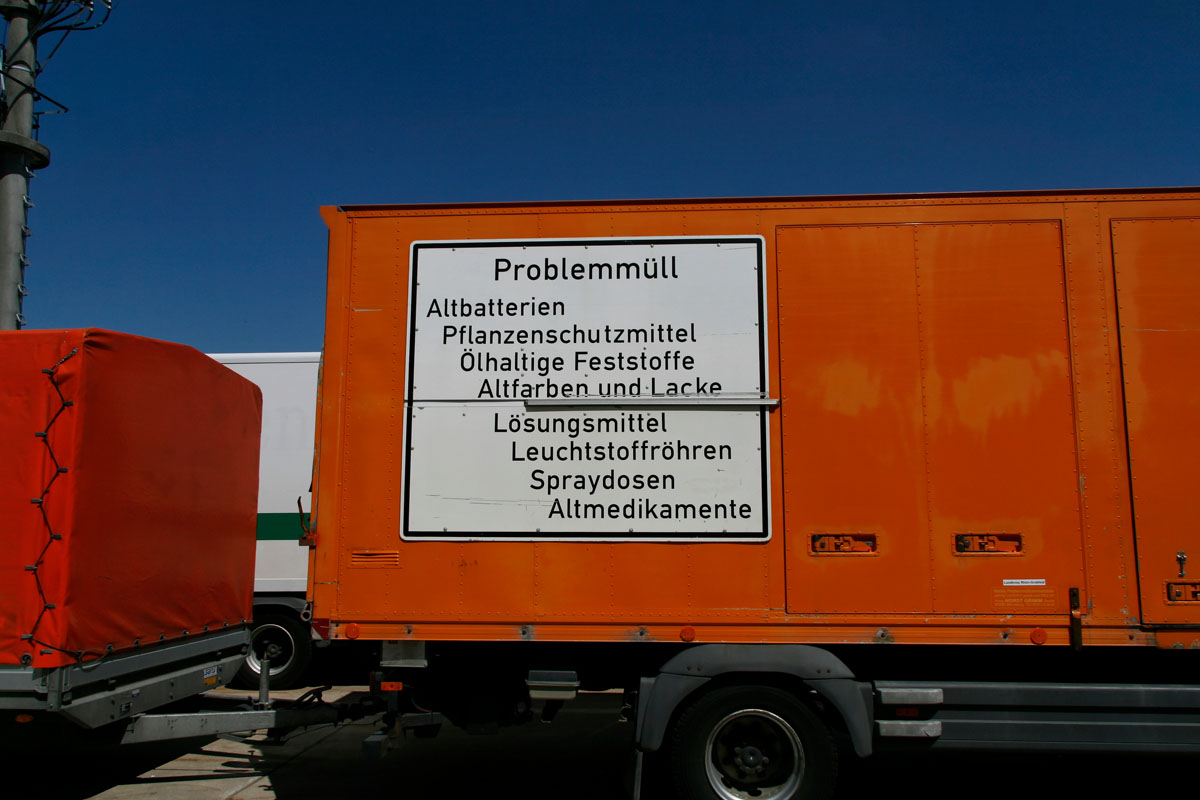 Problemmüll
Altbatterien
Pflanzenschutzmittel
Ölhaltige Feststoffe
Altfarben und Lacke
Lösungsmittel
Leuchtstoffröhren
Spraydosen
Altmedikamente